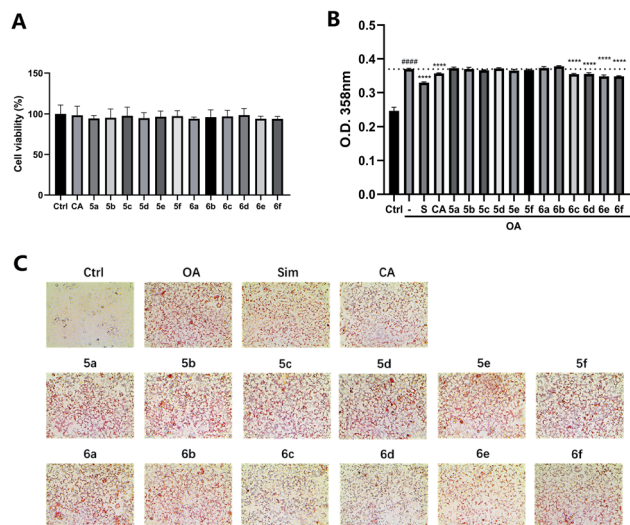 A
Cell viability (%)
150
100
50
0
Ctrl CA 5a 5b 5c 5d 5e 5f 6a 6b 6c 6d 6e 6f
B
O.D. 358nm
0.5
0.4
0.3
0.2
0.1
0.0
#### **** **** **** **** **** ****
Ctrl - S CA 5a 5b 5c 5d 5e 5f 6a 6b 6c 6d 6e 6f
OA
C
Ctrl OA Sim CA
5a 5b 5c 5d 5e 5f
6a 6b 6c 6d 6e 6f